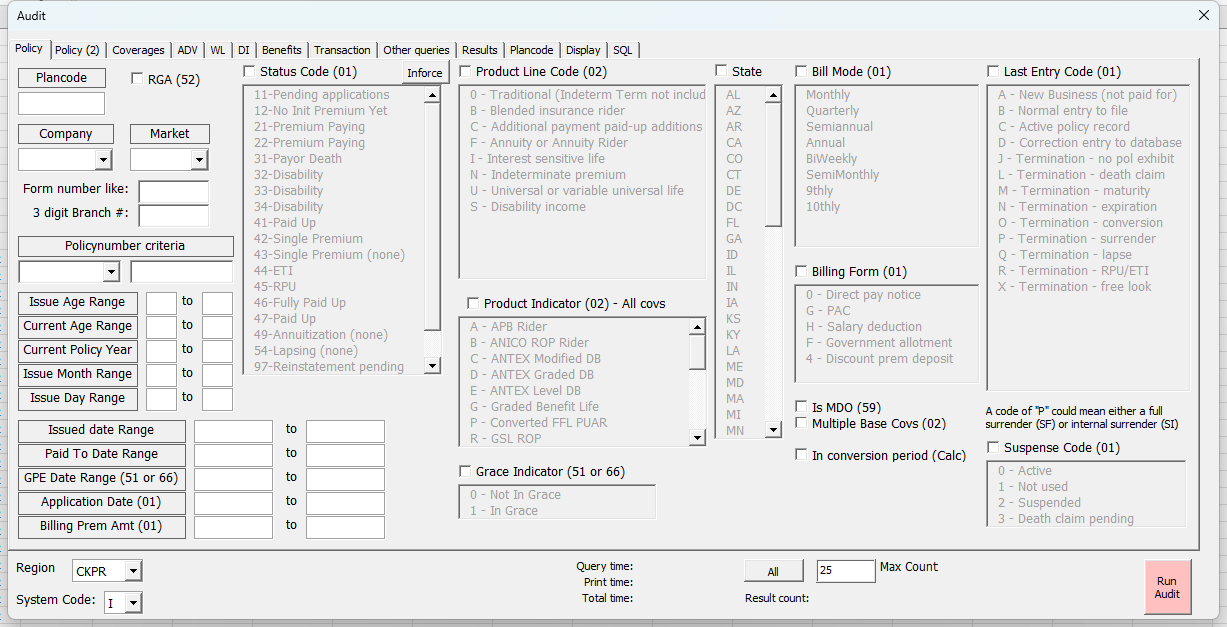 Audit
Policy
Policy (2)
Coverages
ADV
WL
DI
Benefits
Transaction
Other queries
Results
Plancode
Display
SQL
Plancode
RGA (52)
Company
Market
Form number like:
3 digit Branch #:
Policynumber criteria
Issue Age Range
to
Current Age Range
to
Current Policy Year
to
Issue Month Range
to
Issue Day Range
to
Issued date Range
to
Paid To Date Range
to
GPE Date Range (51 or 66)
to
Application Date (01)
to
Billing Prem Amt (01)
to
Status Code (01)
Inforce
11-Pending applications
12-No Init Premium Yet
21-Premium Paying
22-Premium Paying
31-Payor Death
32-Disability
33-Disability
34-Disability
41-Paid Up
42-Single Premium
43-Single Premium (none)
44-ETI
45-RPU
46-Fully Paid Up
47-Paid Up
49-Annuitization (none)
54-Lapsing (none)
97-Reinstatement pending
Product Line Code (02)
0 - Traditional (Indeterm Term not includ
B - Blended insurance rider
C - Additional payment paid-up additions
F - Annuity or Annuity Rider
I - Interest sensitive life
N - Indeterminate premium
U - Universal or variable universal life
S - Disability income
Product Indicator (02) - All covs
A - APB Rider
B - ANICO ROP Rider
C - ANTEX Modified DB
D - ANTEX Graded DB
E - ANTEX Level DB
G - Graded Benefit Life
P - Converted FFL PUAR
R - GSL ROP
Grace Indicator (51 or 66)
0 - Not In Grace
1 - In Grace
State
AL
AZ
AR
CA
CO
CT
DE
DC
FL
GA
ID
IL
IN
IA
KS
KY
LA
ME
MD
MA
MI
MN
Bill Mode (01)
Monthly
Quarterly
Semiannual
Annual
BiWeekly
SemiMonthly
9thly
10thly
Billing Form (01)
0 - Direct pay notice
G - PAC
H - Salary deduction
F - Government allotment
4 - Discount prem deposit
Is MDO (59)
Multiple Base Covs (02)
In conversion period (Calc)
Last Entry Code (01)
A - New Business (not paid for)
B - Normal entry to file
C - Active policy record
D - Correction entry to database
J - Termination - no pol exhibit
L - Termination - death claim
M - Termination - maturity
N - Termination - expiration
O - Termination - conversion
P - Termination - surrender
Q - Termination - lapse
R - Termination - RPU/ETI
X - Termination - free look
A code of "P" could mean either a full
surrender (SF) or internal surrender (SI)
Suspense Code (01)
0 - Active
1 - Not used
2 - Suspended
3 - Death claim pending
Region
CKPR
System Code:
I
Query time:
Print time:
Total time:
All
25
Max Count
Result count:
Run
Audit